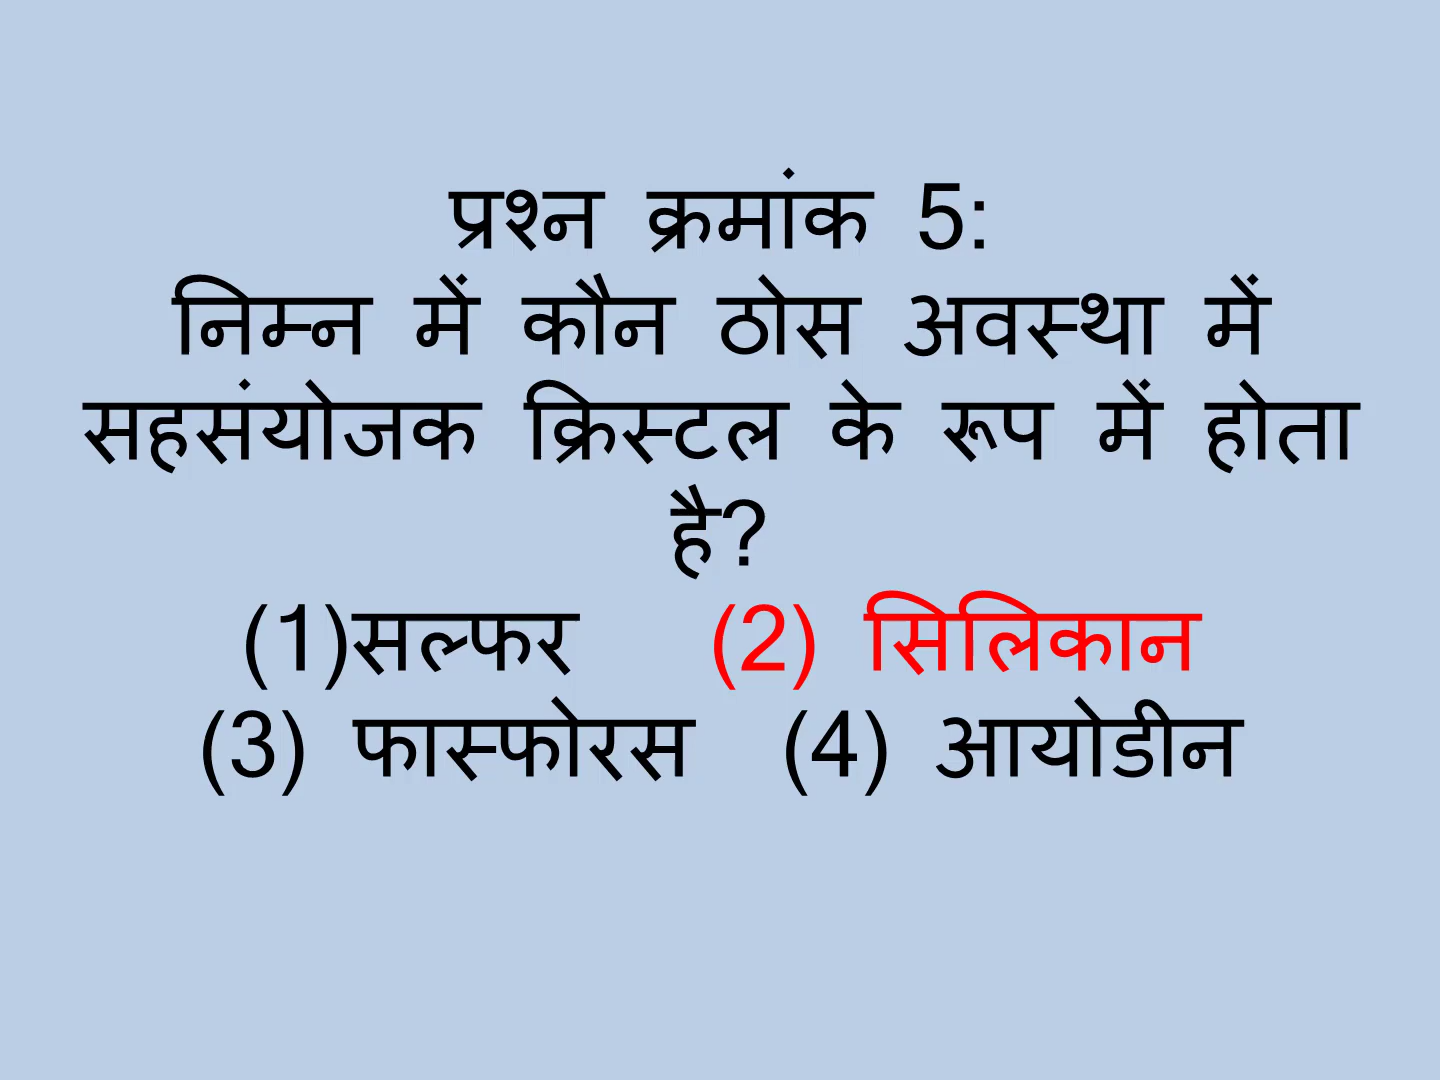 प्रश्न क्रमांक 5:
निम्न में कौन ठोस अवस्था में
सहसंयोजक क्रिस्टल के रूप में होता
है?
(1)सल्फर (2) सिलिकान
(3) फास्फोरस (4) आयोडीन